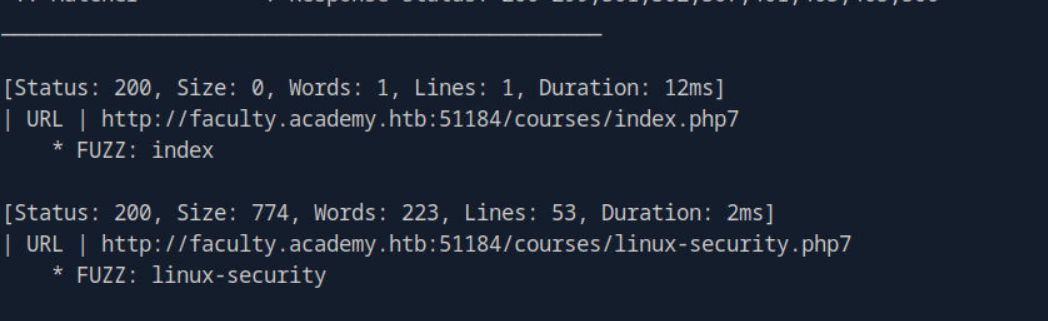 [Status: 200, Size: 0, Words: 1, Lines: 1, Duration: 12ms]
| URL | http://faculty.academy.htb:51184/courses/index.php7
* FUZZ: index
[Status: 200, Size: 774, Words: 223, Lines: 53, Duration: 2ms]
| URL | http://faculty.academy.htb:51184/courses/linux-security.php7
* FUZZ: linux-security